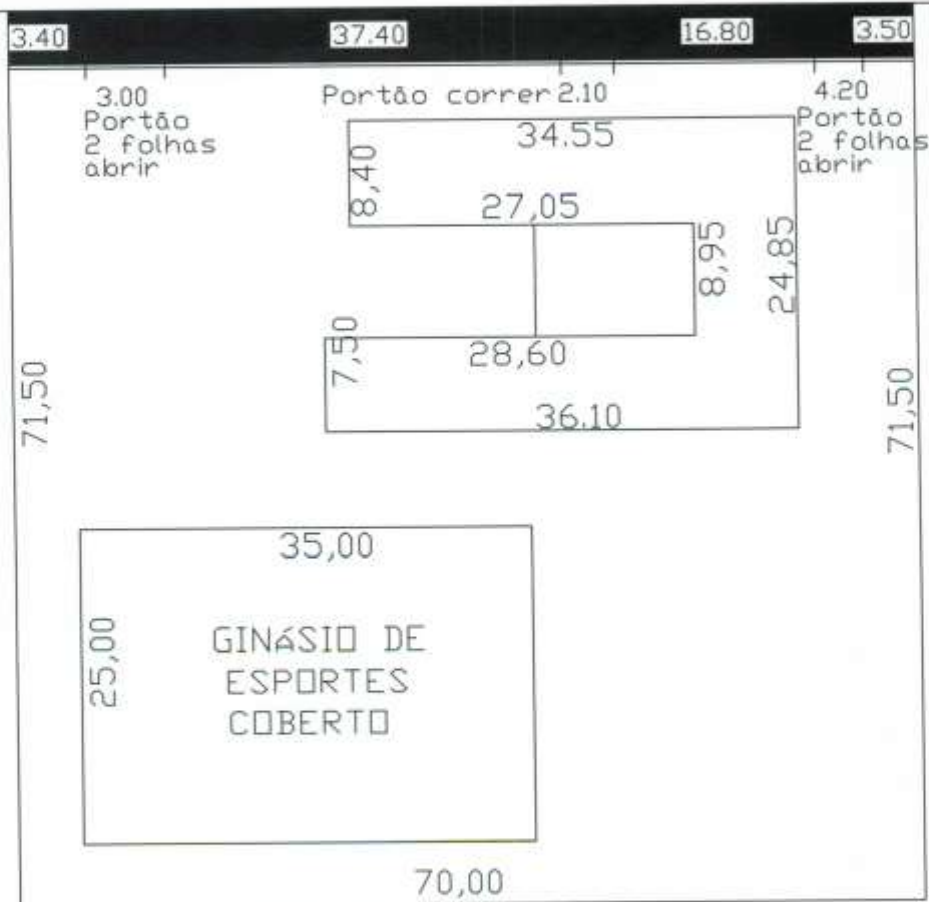 3.40
37.40
16.80
3.50
3.00
Portão
2 folhas
abrir
Portão correr 2.10
4.20
Portão
2 folhas
abrir
34.55
8,40
27,05
8,95
24,85
7,50
28,60
36.10
71,50
71,50
35,00
25,00
GINáSIO DE
ESPORTES
COBERTO
70,00